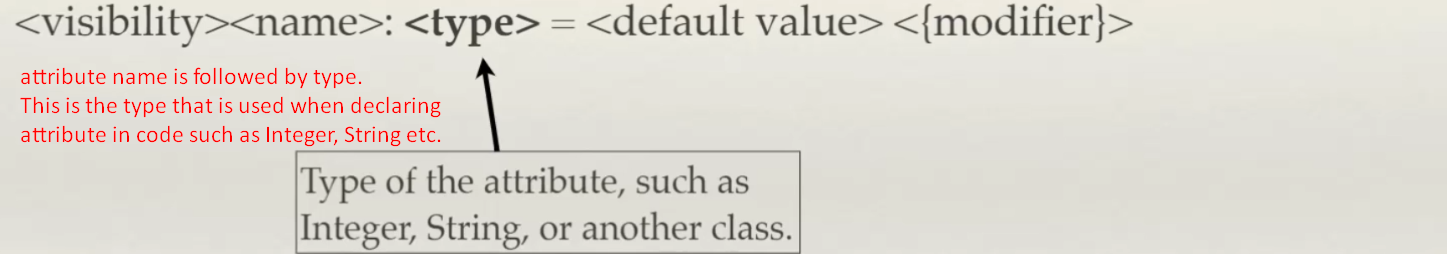 <visibility><name>: <type> = <default value> <{modifier}>
attribute name is followed by type.
This is the type that is used when declaring
attribute in code such as Integer, String etc.
Type of the attribute, such as
Integer, String, or another class.